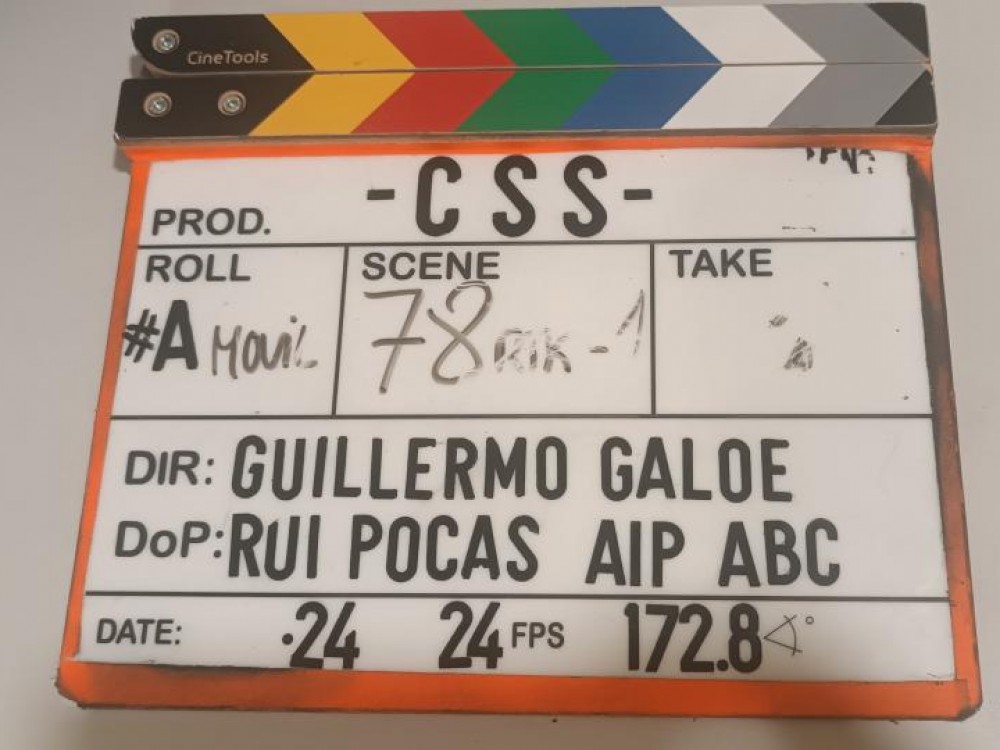 CineTools
PROD. -CSS-
ROLL SCENE TAKE
#A MOVIL 78 -1
DIR: GUILLERMO GALOE
DoP: RUI POCAS AIP ABC
DATE: .24 24 FPS 172.8°